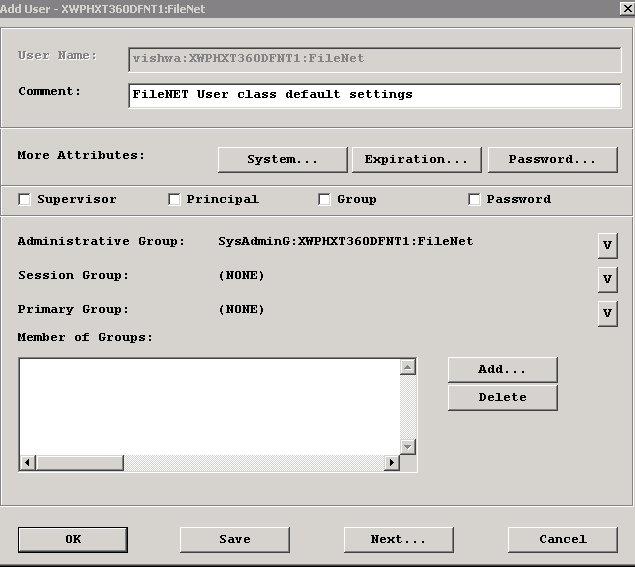 Add User - XWPHXT360DFNT1:FileNet
User Name: vishwa:XWPHXT360DFNT1:FileNet
Comment: FileNET User class default settings
More Attributes: System... Expiration... Password...
Supervisor Principal Group Password
Administrative Group: SysAdminG:XWPHXT360DFNT1:FileNet V
Session Group: (NONE) V
Primary Group: (NONE) V
Member of Groups:
Add...
Delete
OK Save Next... Cancel